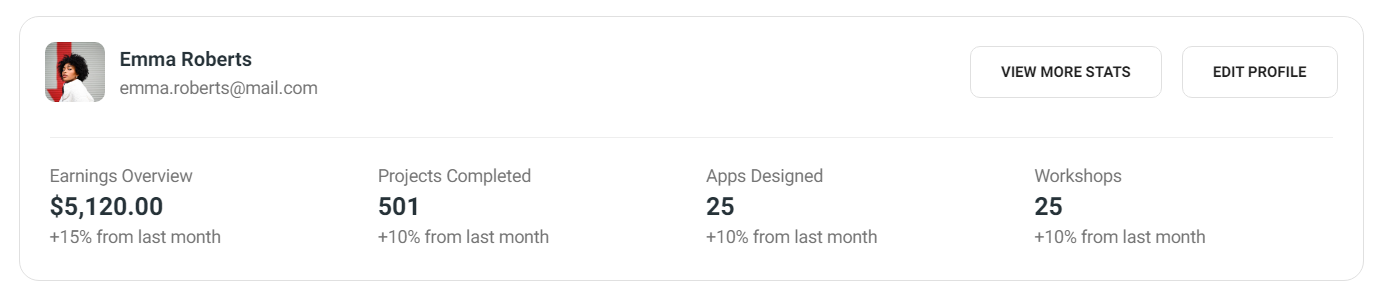 Emma Roberts
emma.roberts@mail.com
VIEW MORE STATS
EDIT PROFILE
Earnings Overview
$5,120.00
+15% from last month
Projects Completed
501
+10% from last month
Apps Designed
25
+10% from last month
Workshops
25
+10% from last month